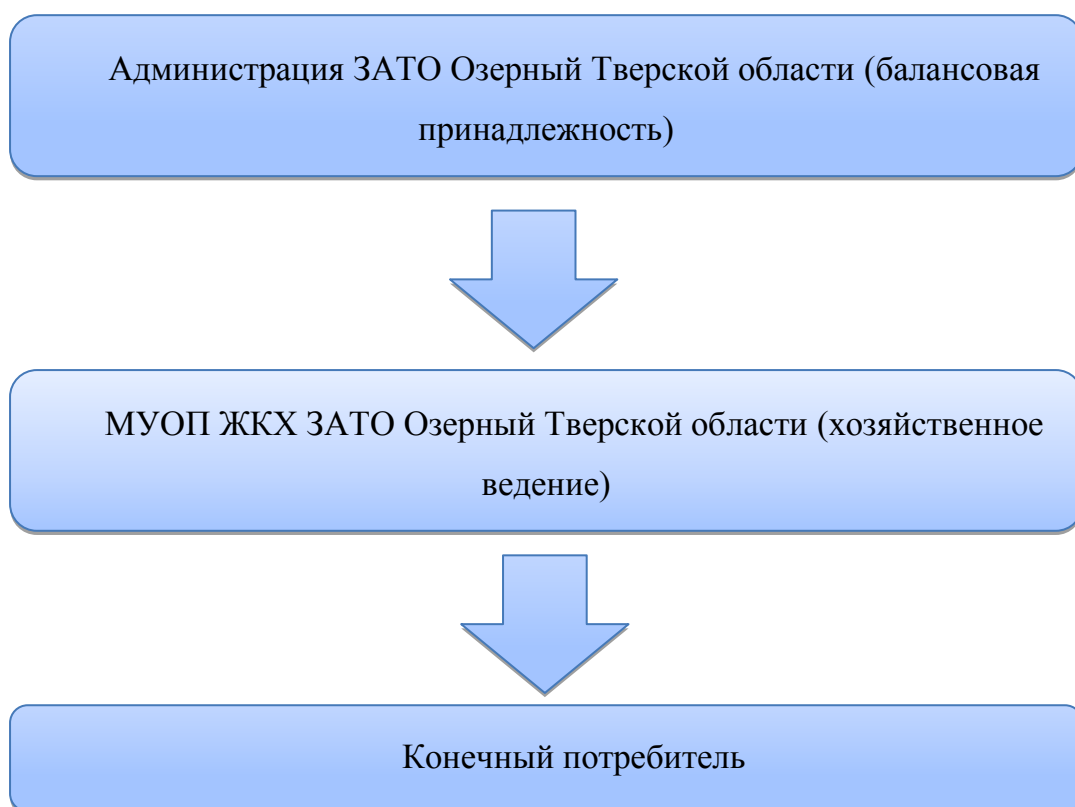 Администрация ЗАТО Озерный Тверской области (балансовая
принадлежность)
МУОП ЖКХ ЗАТО Озерный Тверской области (хозяйственное
ведение)
Конечный потребитель